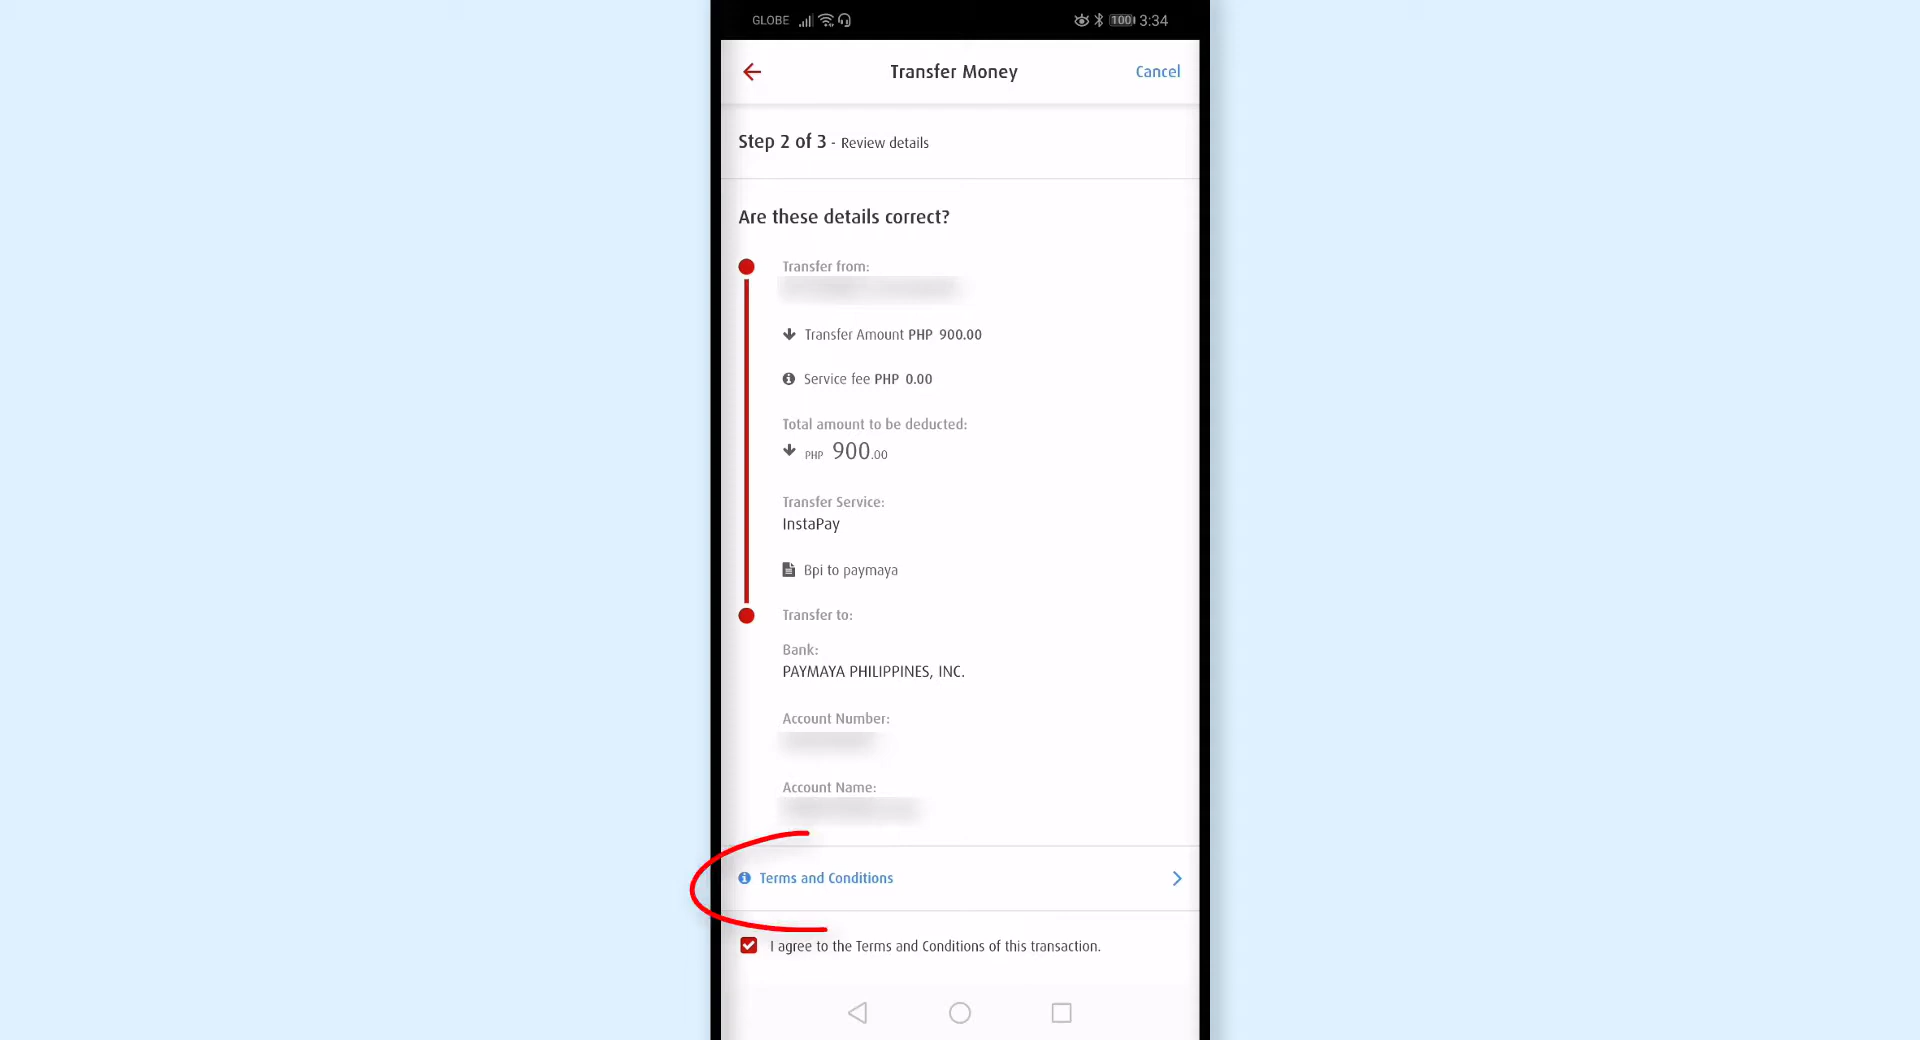 GLOBE 100 3:34
Transfer Money Cancel
Step 2 of 3 - Review details
Are these details correct?
Transfer from:
Transfer Amount PHP 900.00
Service fee PHP 0.00
Total amount to be deducted:
PHP 900.00
Transfer Service:
InstaPay
Bpi to paymaya
Transfer to:
Bank:
PAYMAYA PHILIPPINES, INC.
Account Number:
Account Name:
Terms and Conditions
I agree to the Terms and Conditions of this transaction.